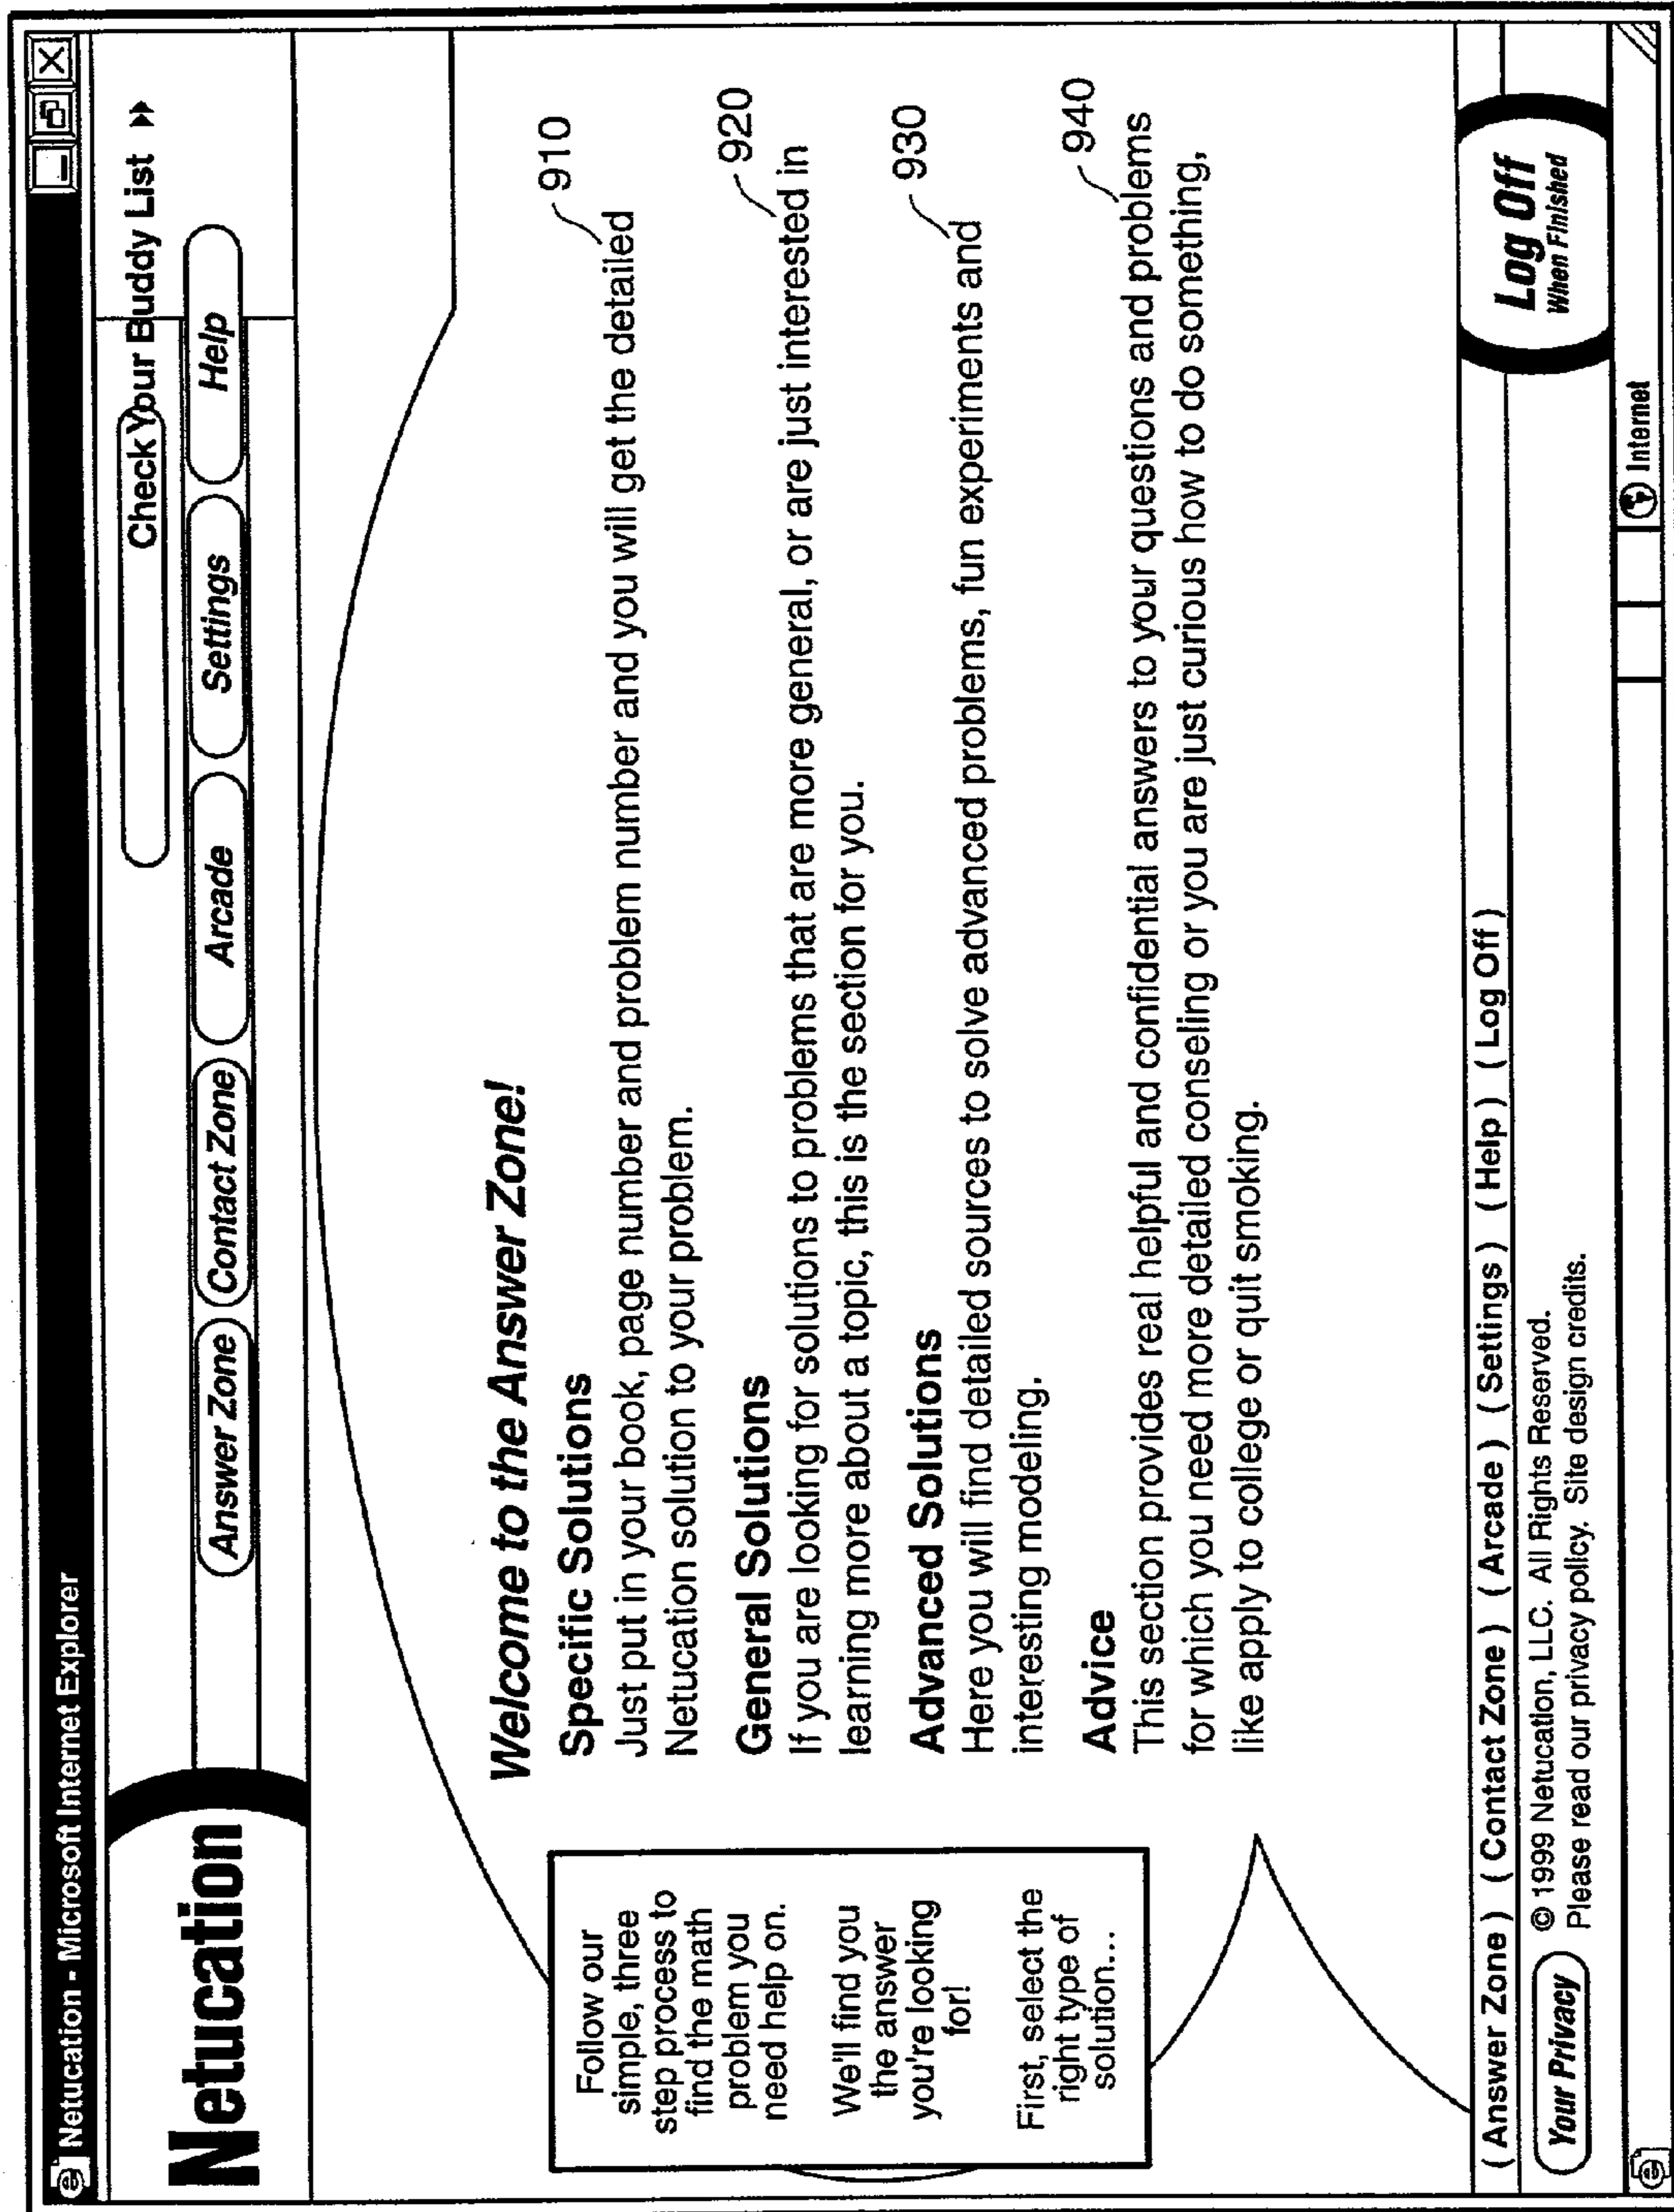 Netucation - Microsoft Internet Explorer
Netucation
Check Your Buddy List
Answer Zone
Contact Zone
Arcade
Settings
Help
Follow our
simple, three
step process to
find the math
problem you
need help on.
We'll find you
the answer
you're looking
for!
First, select the
right type of
solution...
Welcome to the Answer Zone!
Specific Solutions
910
Just put in your book, page number and problem number and you will get the detailed
Netucation solution to your problem.
General Solutions
920
If you are looking for solutions to problems that are more general, or are just interested in
learning more about a topic, this is the section for you.
Advanced Solutions
930
Here you will find detailed sources to solve advanced problems, fun experiments and
interesting modeling.
Advice
940
This section provides real helpful and confidential answers to your questions and problems
for which you need more detailed conseling or you are just curious how to do something,
like apply to college or quit smoking.
( Answer Zone ) ( Contact Zone ) ( Arcade ) ( Settings ) ( Help ) ( Log Off )
Your Privacy
© 1999 Netucation, LLC. All Rights Reserved.
Please read our privacy policy. Site design credits.
Log Off
When Finished
Internet